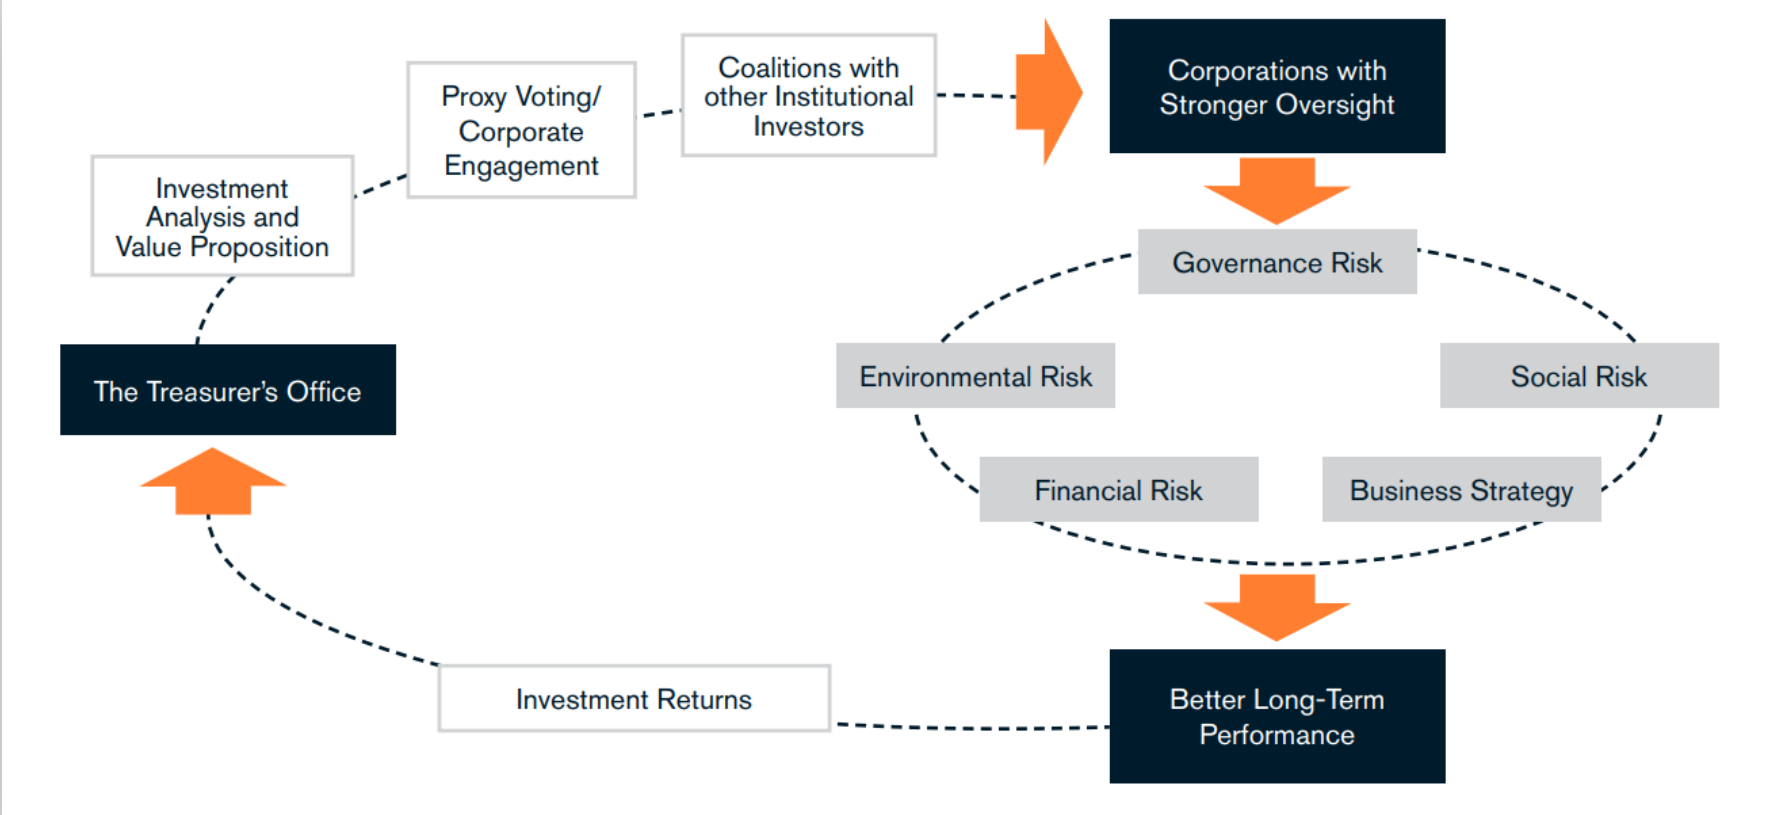 Coalitions with
other Institutional
Investors
Corporations with
Stronger Oversight
Proxy Voting/
Corporate
Engagement
Investment
Analysis and
Value Proposition
Governance Risk
The Treasurer’s Office
Environmental Risk
Social Risk
Financial Risk
Business Strategy
Investment Returns
Better Long-Term
Performance